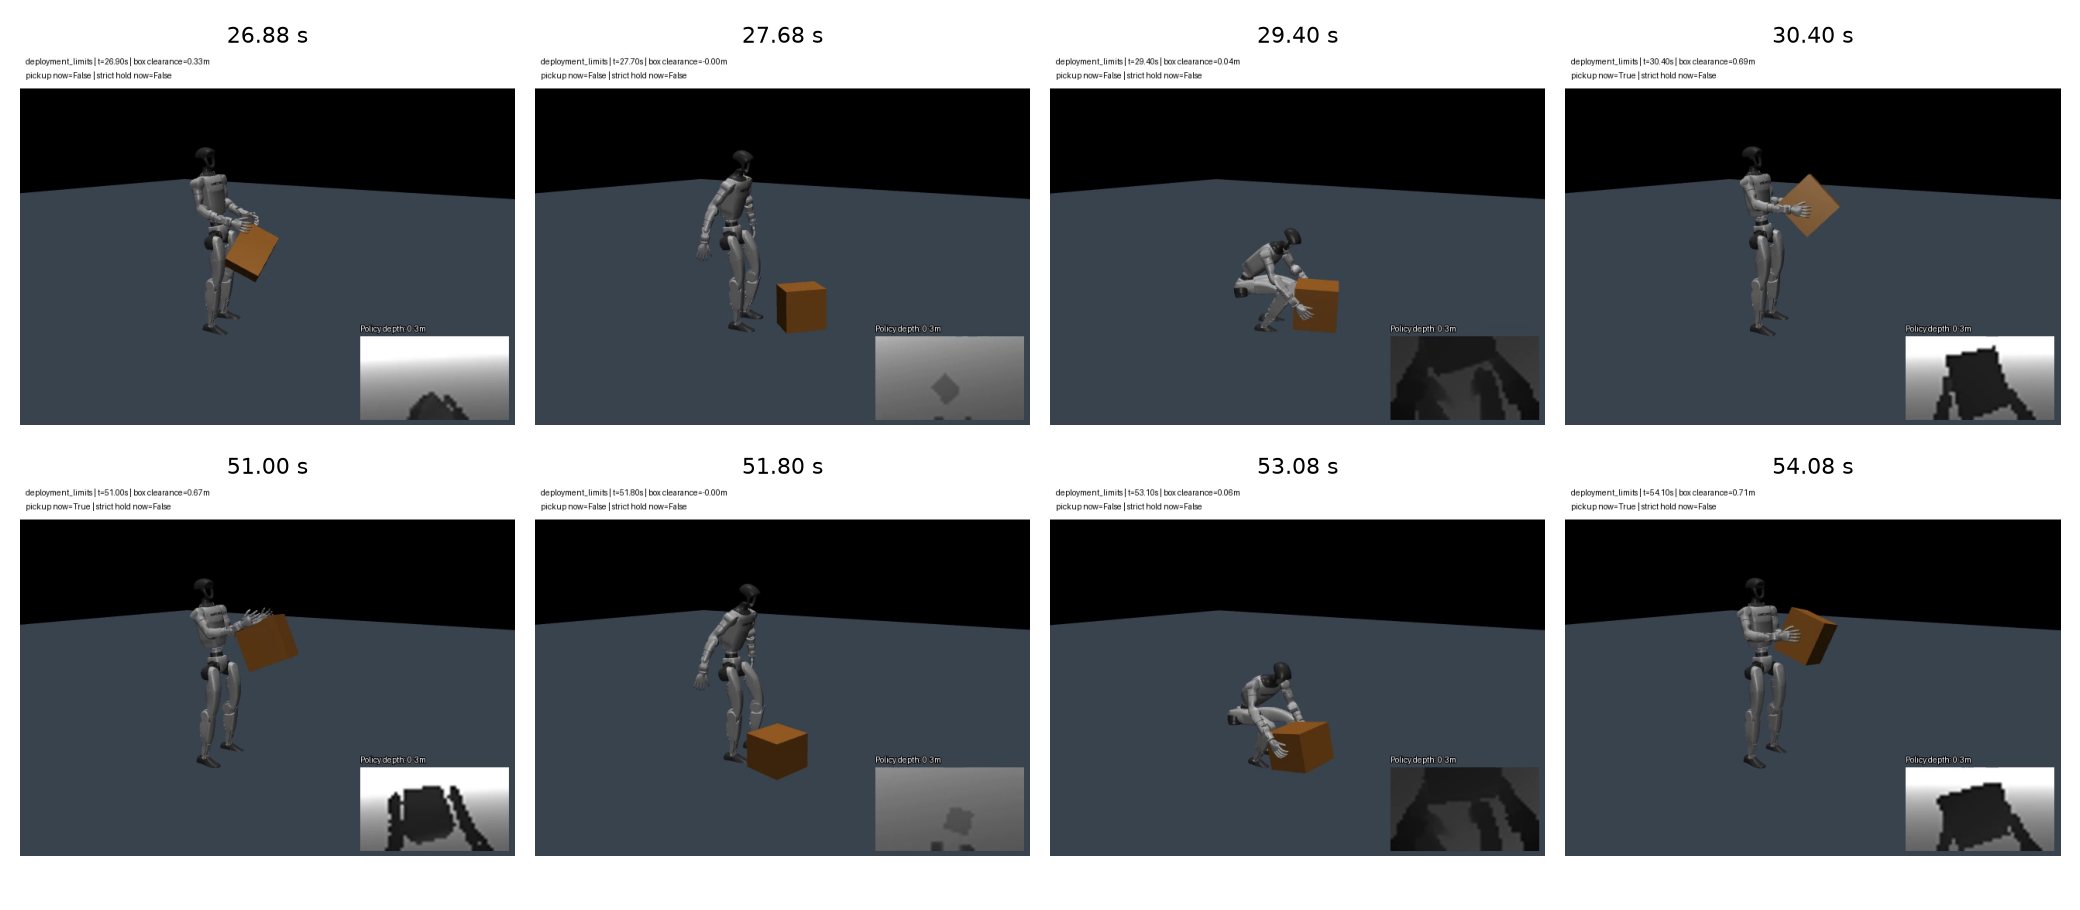 26.88 s
deployment_limits | t=26.90s | box clearance=0.33m
pickup now=False | strict hold now=False
Policy depth: 0.3m
27.68 s
deployment_limits | t=27.70s | box clearance=-0.00m
pickup now=False | strict hold now=False
Policy depth: 0.3m
29.40 s
deployment_limits | t=29.40s | box clearance=0.04m
pickup now=False | strict hold now=False
Policy depth: 0.3m
30.40 s
deployment_limits | t=30.40s | box clearance=0.69m
pickup now=True | strict hold now=False
Policy depth: 0.3m
51.00 s
deployment_limits | t=51.00s | box clearance=0.67m
pickup now=True | strict hold now=False
Policy depth: 0.3m
51.80 s
deployment_limits | t=51.80s | box clearance=-0.00m
pickup now=False | strict hold now=False
Policy depth: 0.3m
53.08 s
deployment_limits | t=53.10s | box clearance=0.06m
pickup now=False | strict hold now=False
Policy depth: 0.3m
54.08 s
deployment_limits | t=54.10s | box clearance=0.71m
pickup now=True | strict hold now=False
Policy depth: 0.3m